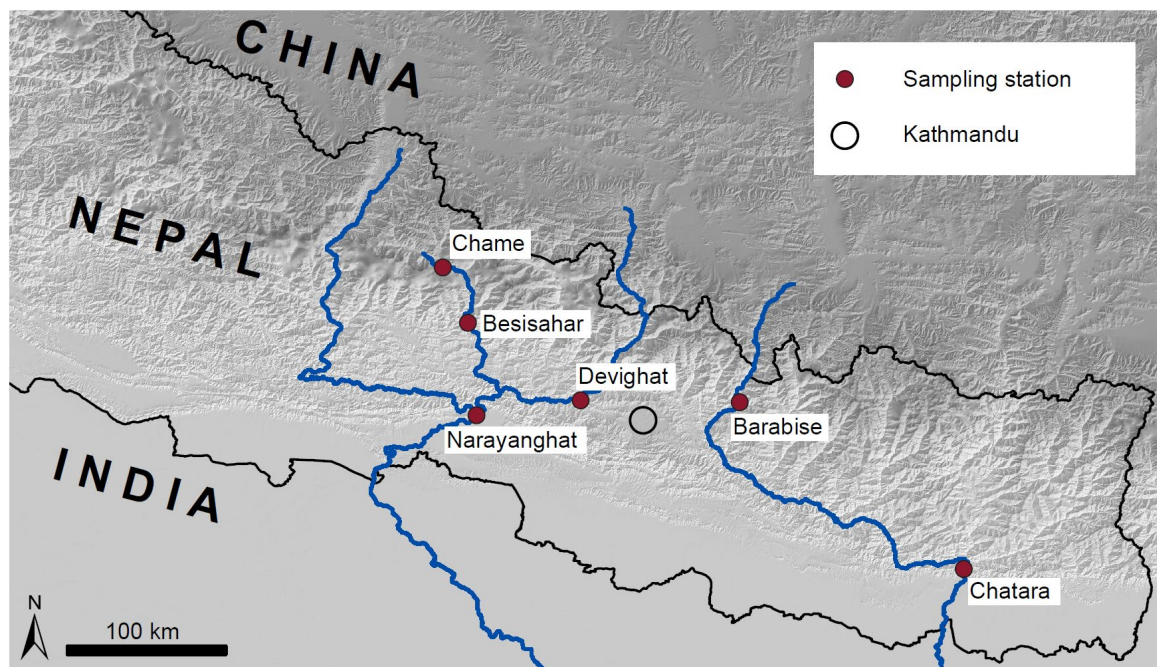 CHINA
Sampling station
Kathmandu
NEPAL
Chame
Besisahar
Devighat
Barabise
Narayanghat
INDIA
Chatara
N
100 km